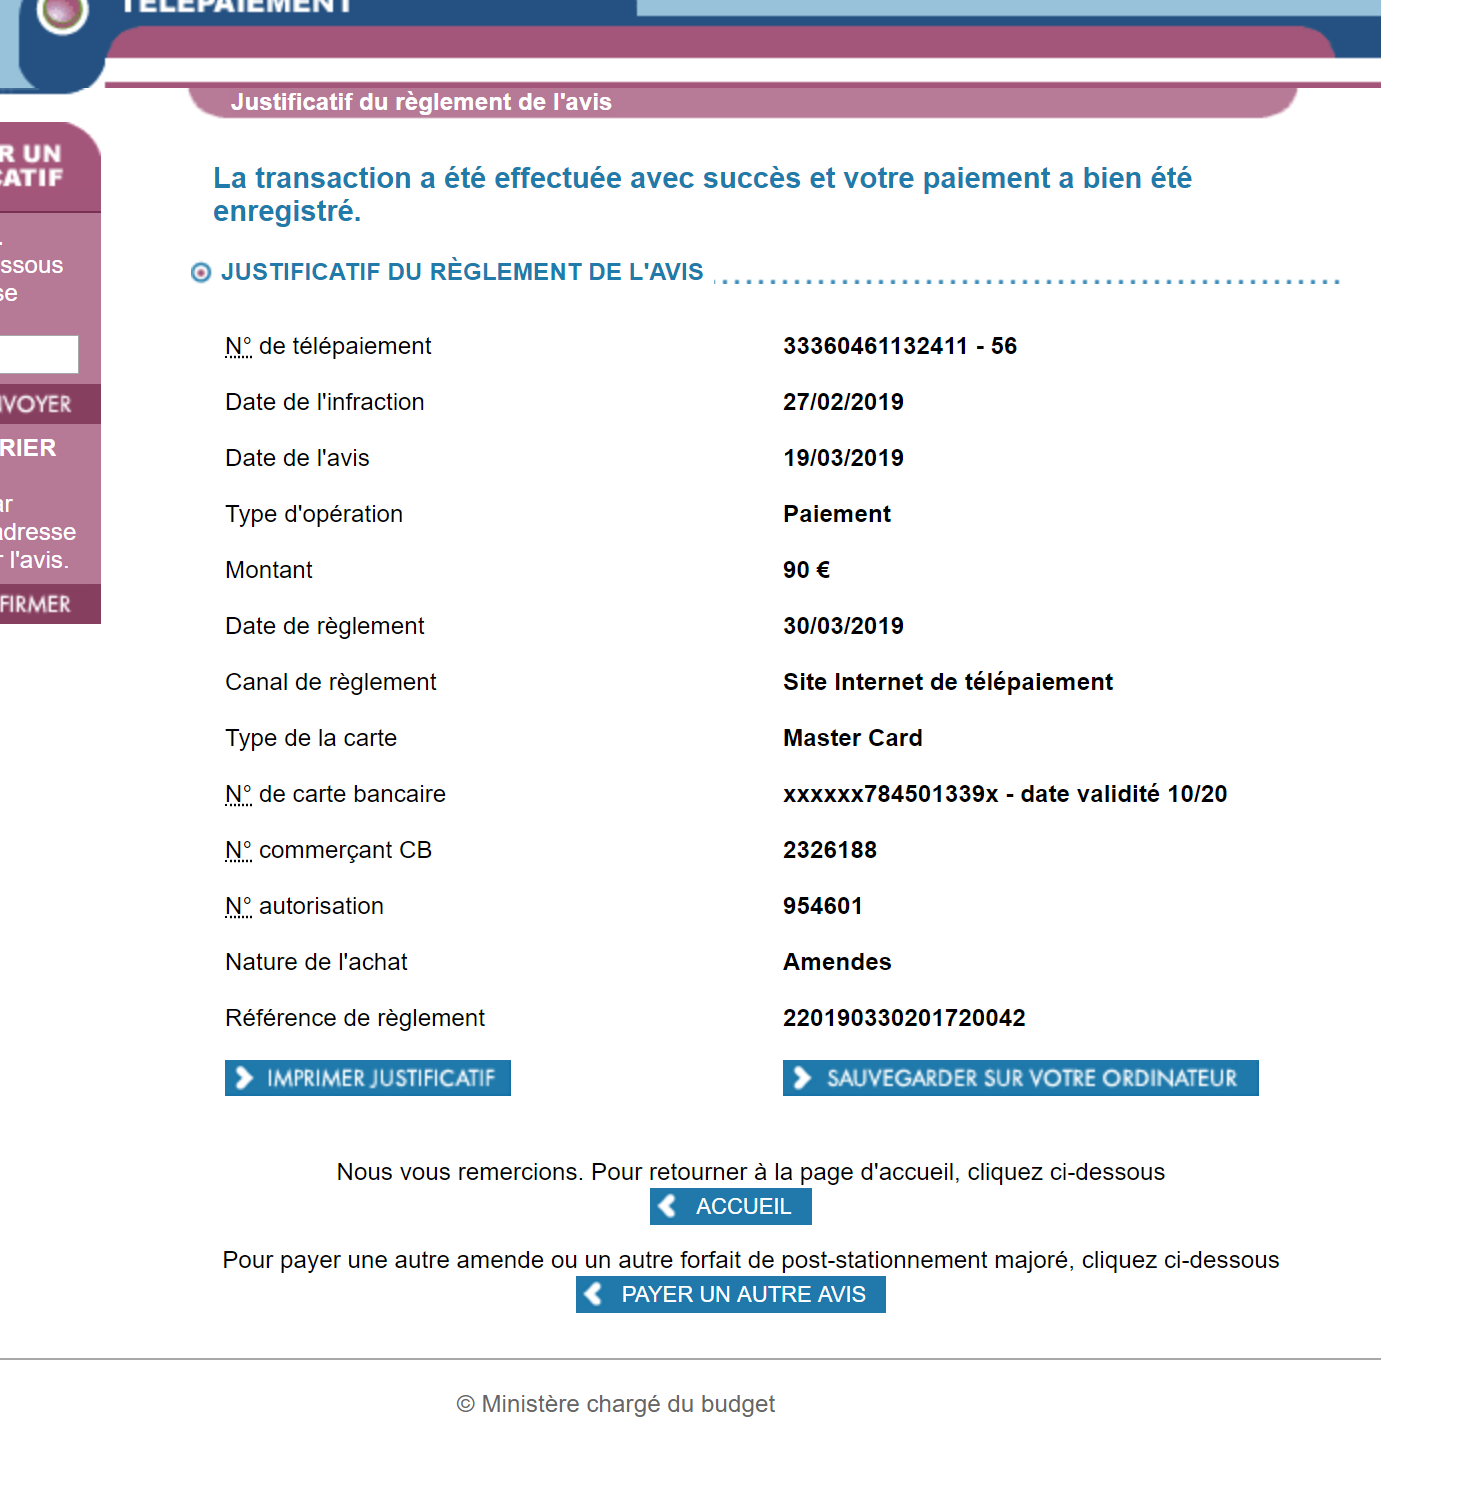 TELEPAIEMENT
Justificatif du règlement de l'avis
R UN
CATIF
ssous
se
NVOYER
RIER
ar
adresse
r l'avis.
FIRMER
La transaction a été effectuée avec succès et votre paiement a bien été
enregistré.
JUSTIFICATIF DU RÈGLEMENT DE L'AVIS
N° de télépaiement 33360461132411 - 56
Date de l'infraction 27/02/2019
Date de l'avis 19/03/2019
Type d'opération Paiement
Montant 90 €
Date de règlement 30/03/2019
Canal de règlement Site Internet de télépaiement
Type de la carte Master Card
N° de carte bancaire xxxxxx784501339x - date validité 10/20
N° commerçant CB 2326188
N° autorisation 954601
Nature de l'achat Amendes
Référence de règlement 220190330201720042
IMPRIMER JUSTIFICATIF SAUVEGARDER SUR VOTRE ORDINATEUR
Nous vous remercions. Pour retourner à la page d'accueil, cliquez ci-dessous
ACCUEIL
Pour payer une autre amende ou un autre forfait de post-stationnement majoré, cliquez ci-dessous
PAYER UN AUTRE AVIS
© Ministère chargé du budget